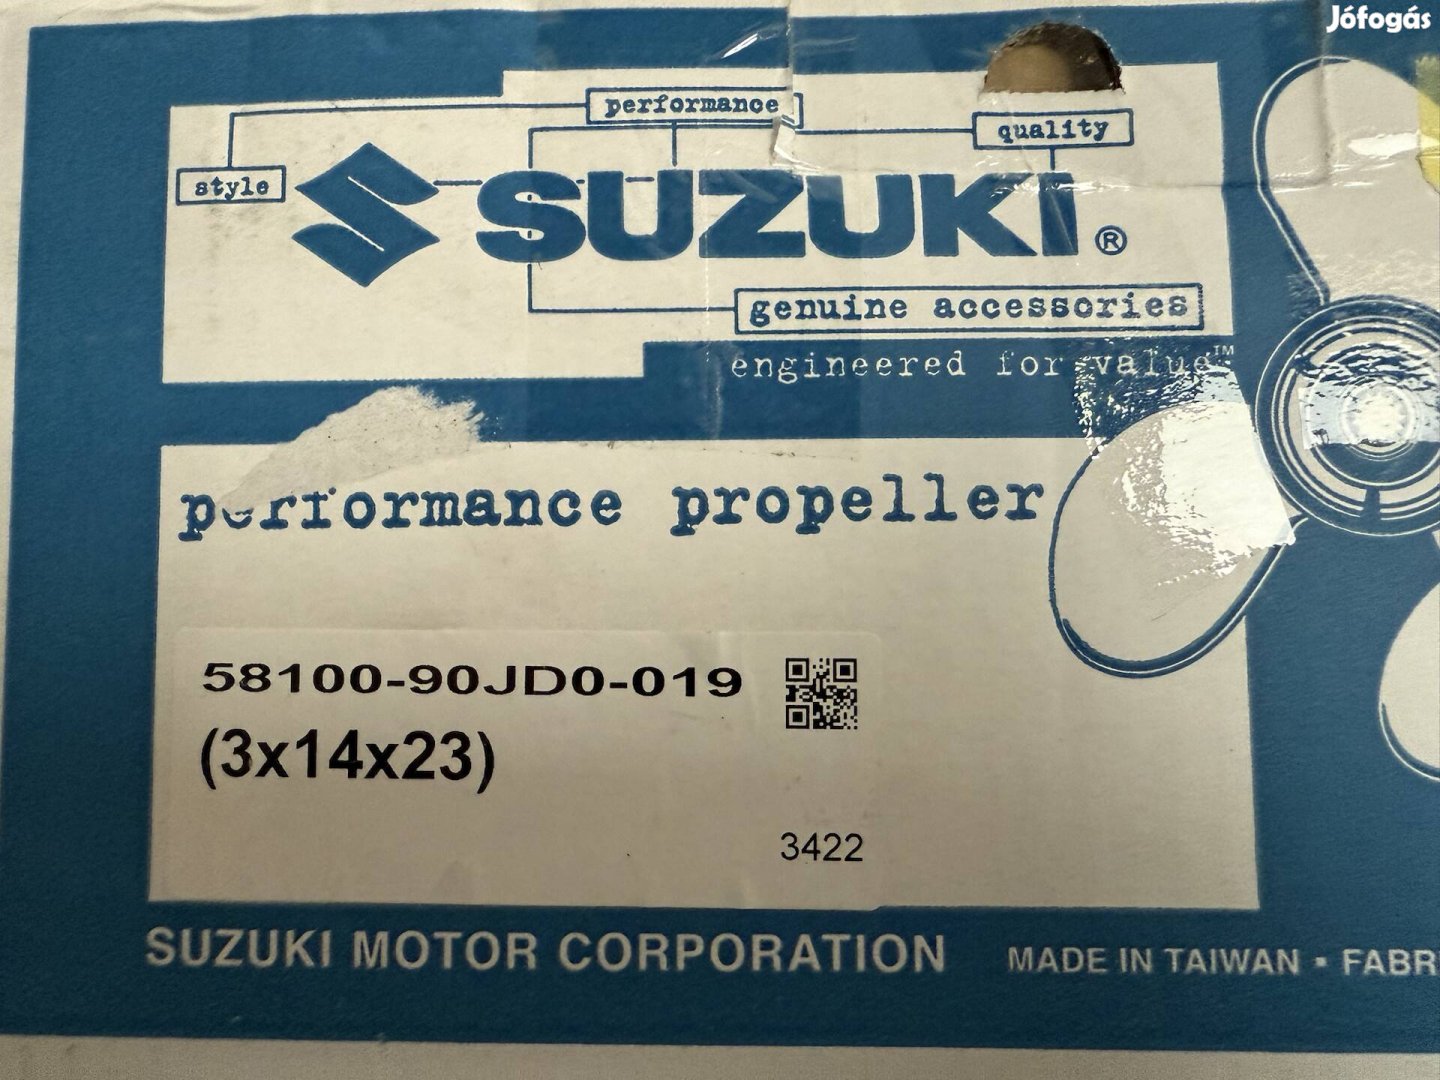 Jófogás
performance
quality
style
SUZUKI®
genuine accessories
engineered for value™
performance propeller
58100-90JD0-019
(3x14x23)
3422
SUZUKI MOTOR CORPORATION MADE IN TAIWAN • FABR